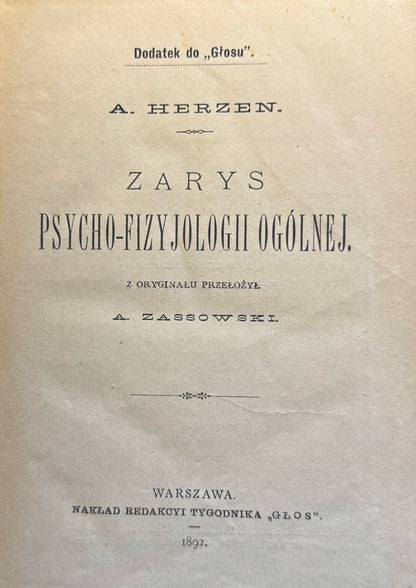 Dodatek do „Głosu”.
A. HERZEN.
ZARYS
PSYCHO-FIZYJOLOGII OGÓLNEJ.
Z ORYGINAŁU PRZEŁOŻYŁ
A. ZASSOWSKI.
WARSZAWA.
NAKŁAD REDAKCYI TYGODNIKA „GŁOS”.
1892.